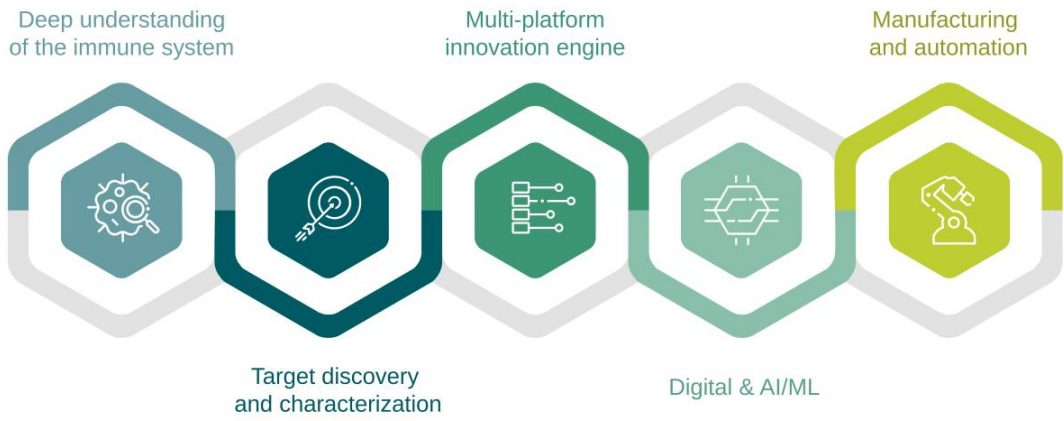 Deep understanding
of the immune system
Target discovery
and characterization
Multi-platform
innovation engine
Digital & AI/ML
Manufacturing
and automation